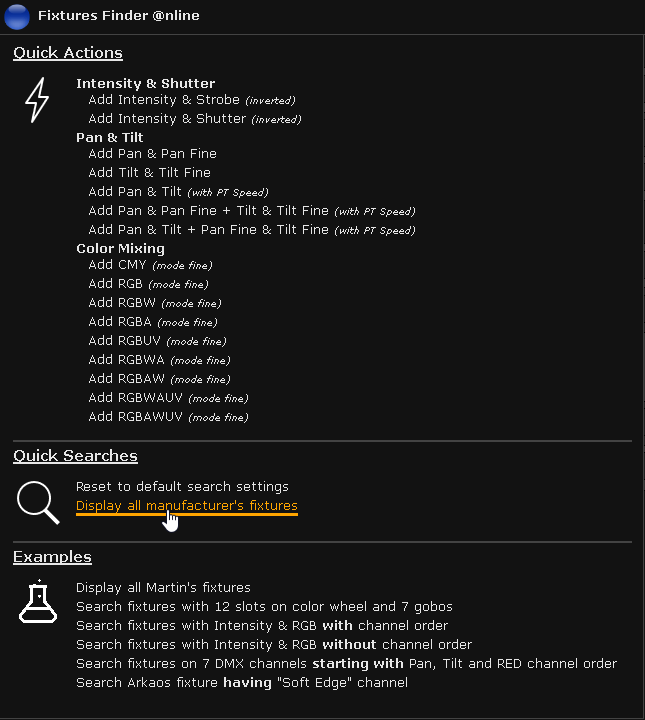 Fixtures Finder @nline
Quick Actions
Intensity & Shutter
Add Intensity & Strobe (inverted)
Add Intensity & Shutter (inverted)
Pan & Tilt
Add Pan & Pan Fine
Add Tilt & Tilt Fine
Add Pan & Tilt (with PT Speed)
Add Pan & Pan Fine + Tilt & Tilt Fine (with PT Speed)
Add Pan & Tilt + Pan Fine & Tilt Fine (with PT Speed)
Color Mixing
Add CMY (mode fine)
Add RGB (mode fine)
Add RGBW (mode fine)
Add RGBA (mode fine)
Add RGBUV (mode fine)
Add RGBWA (mode fine)
Add RGBAW (mode fine)
Add RGBWAUV (mode fine)
Add RGBAWUV (mode fine)
Quick Searches
Reset to default search settings
Display all manufacturer's fixtures
Examples
Display all Martin's fixtures
Search fixtures with 12 slots on color wheel and 7 gobos
Search fixtures with Intensity & RGB with channel order
Search fixtures with Intensity & RGB without channel order
Search fixtures on 7 DMX channels starting with Pan, Tilt and RED channel order
Search Arkaos fixture having "Soft Edge" channel